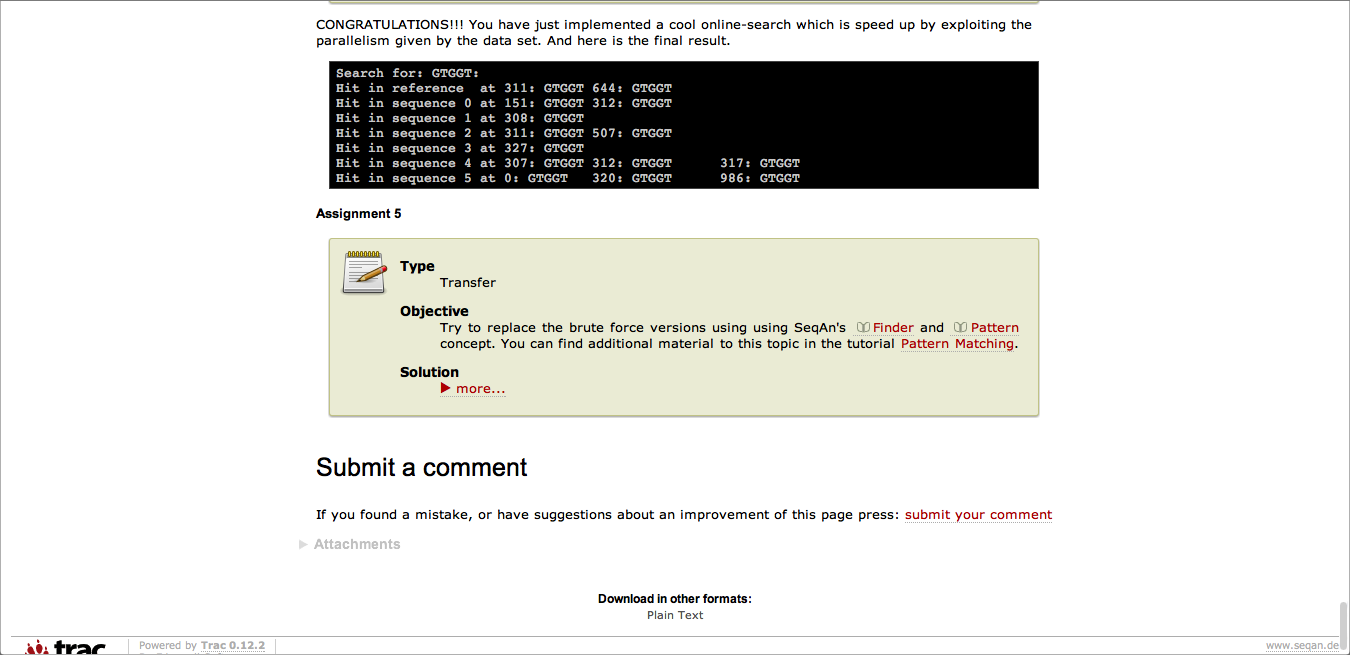 CONGRATULATIONS!!! You have just implemented a cool online-search which is speed up by exploiting the
parallelism given by the data set. And here is the final result.
Search for: GTGGT:
Hit in reference  at 311: GTGGT 644: GTGGT
Hit in sequence 0 at 151: GTGGT 312: GTGGT
Hit in sequence 1 at 308: GTGGT
Hit in sequence 2 at 311: GTGGT 507: GTGGT
Hit in sequence 3 at 327: GTGGT
Hit in sequence 4 at 307: GTGGT 312: GTGGT      317: GTGGT
Hit in sequence 5 at 0: GTGGT   320: GTGGT      986: GTGGT
Assignment 5
Type
Transfer
Objective
Try to replace the brute force versions using using SeqAn's Finder and Pattern
concept. You can find additional material to this topic in the tutorial Pattern Matching.
Solution
more...
Submit a comment
If you found a mistake, or have suggestions about an improvement of this page press: submit your comment
Attachments
Download in other formats:
Plain Text
trac
Powered by Trac 0.12.2
www.seqan.de